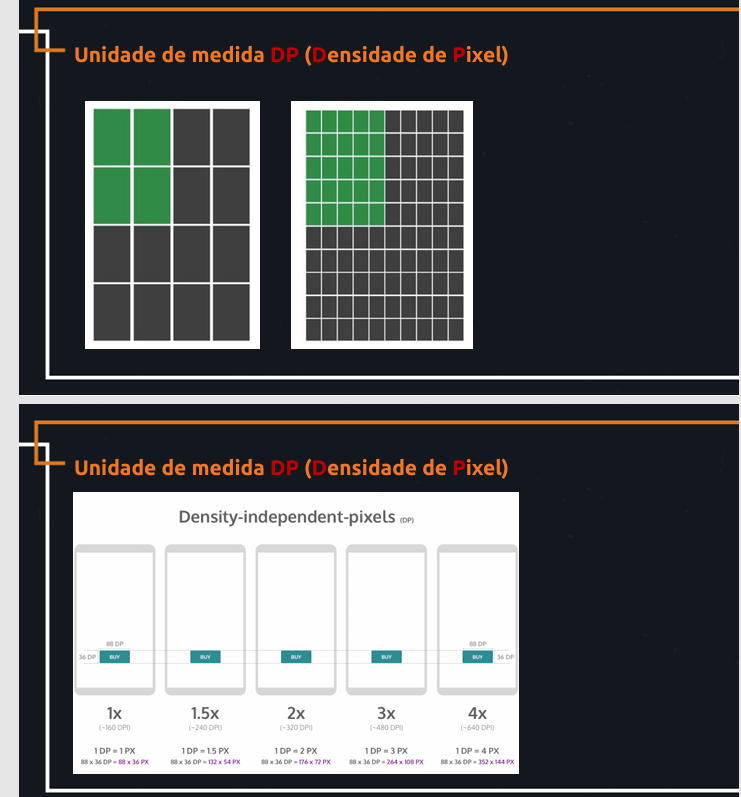 Unidade de medida DP (Densidade de Pixel)
Unidade de medida DP (Densidade de Pixel)
Density-independent-pixels (DP)
88 DP
88 DP
36 DP
BUY
BUY
BUY
BUY
BUY
36 DP
1x
1.5x
2x
3x
4x
(~160 DPI)
(~240 DPI)
(~320 DPI)
(~480 DPI)
(~640 DPI)
1 DP = 1 PX
1 DP = 1.5 PX
1 DP = 2 PX
1 DP = 3 PX
1 DP = 4 PX
88 x 36 DP = 88 x 36 PX
88 x 36 DP = 132 x 54 PX
88 x 36 DP = 176 x 72 PX
88 x 36 DP = 264 x 108 PX
88 x 36 DP = 352 x 144 PX